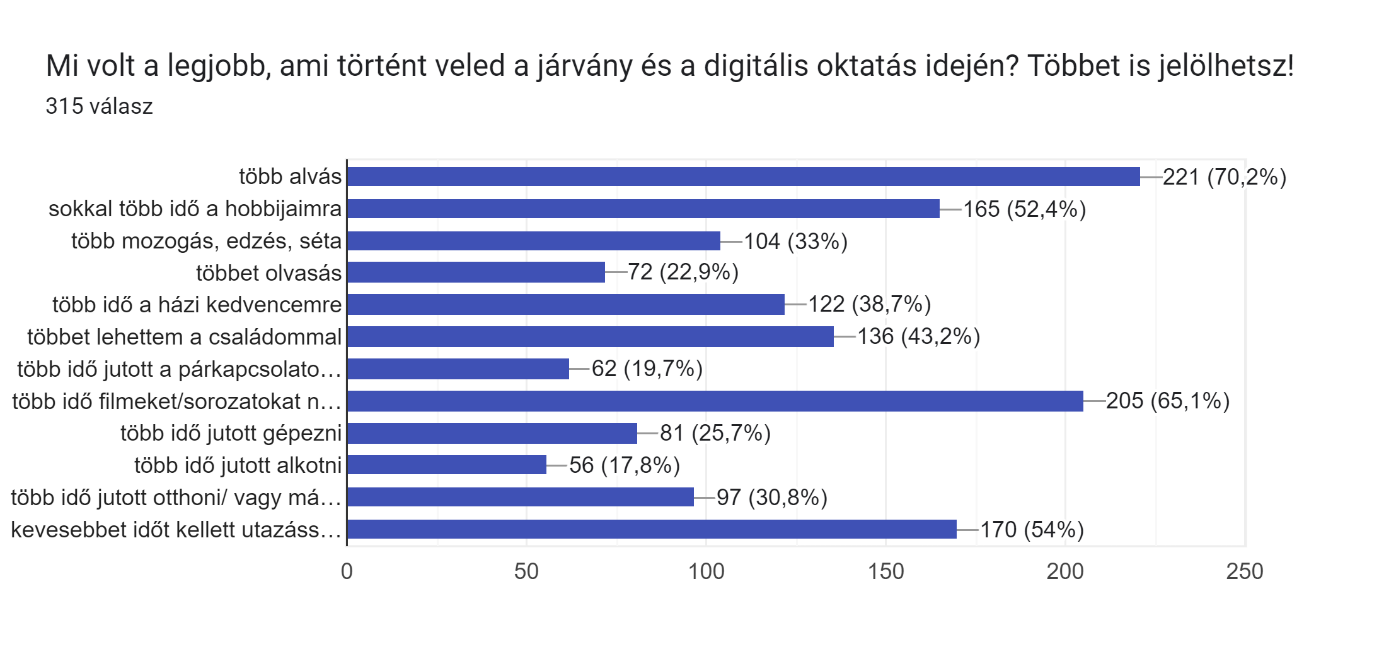 Mi volt a legjobb, ami történt veled a járvány és a digitális oktatás idején? Többet is jelölhetsz!
315 válasz
több alvás 221 (70,2%)
sokkal több idő a hobbijaimra 165 (52,4%)
több mozogás, edzés, séta 104 (33%)
többet olvasás 72 (22,9%)
több idő a házi kedvencemre 122 (38,7%)
többet lehettem a családommal 136 (43,2%)
több idő jutott a párkapcsolato… 62 (19,7%)
több idő filmeket/sorozatokat n… 205 (65,1%)
több idő jutott gépezni 81 (25,7%)
több idő jutott alkotni 56 (17,8%)
több idő jutott otthoni/ vagy má… 97 (30,8%)
kevesebbet időt kellett utazáss… 170 (54%)
0 50 100 150 200 250